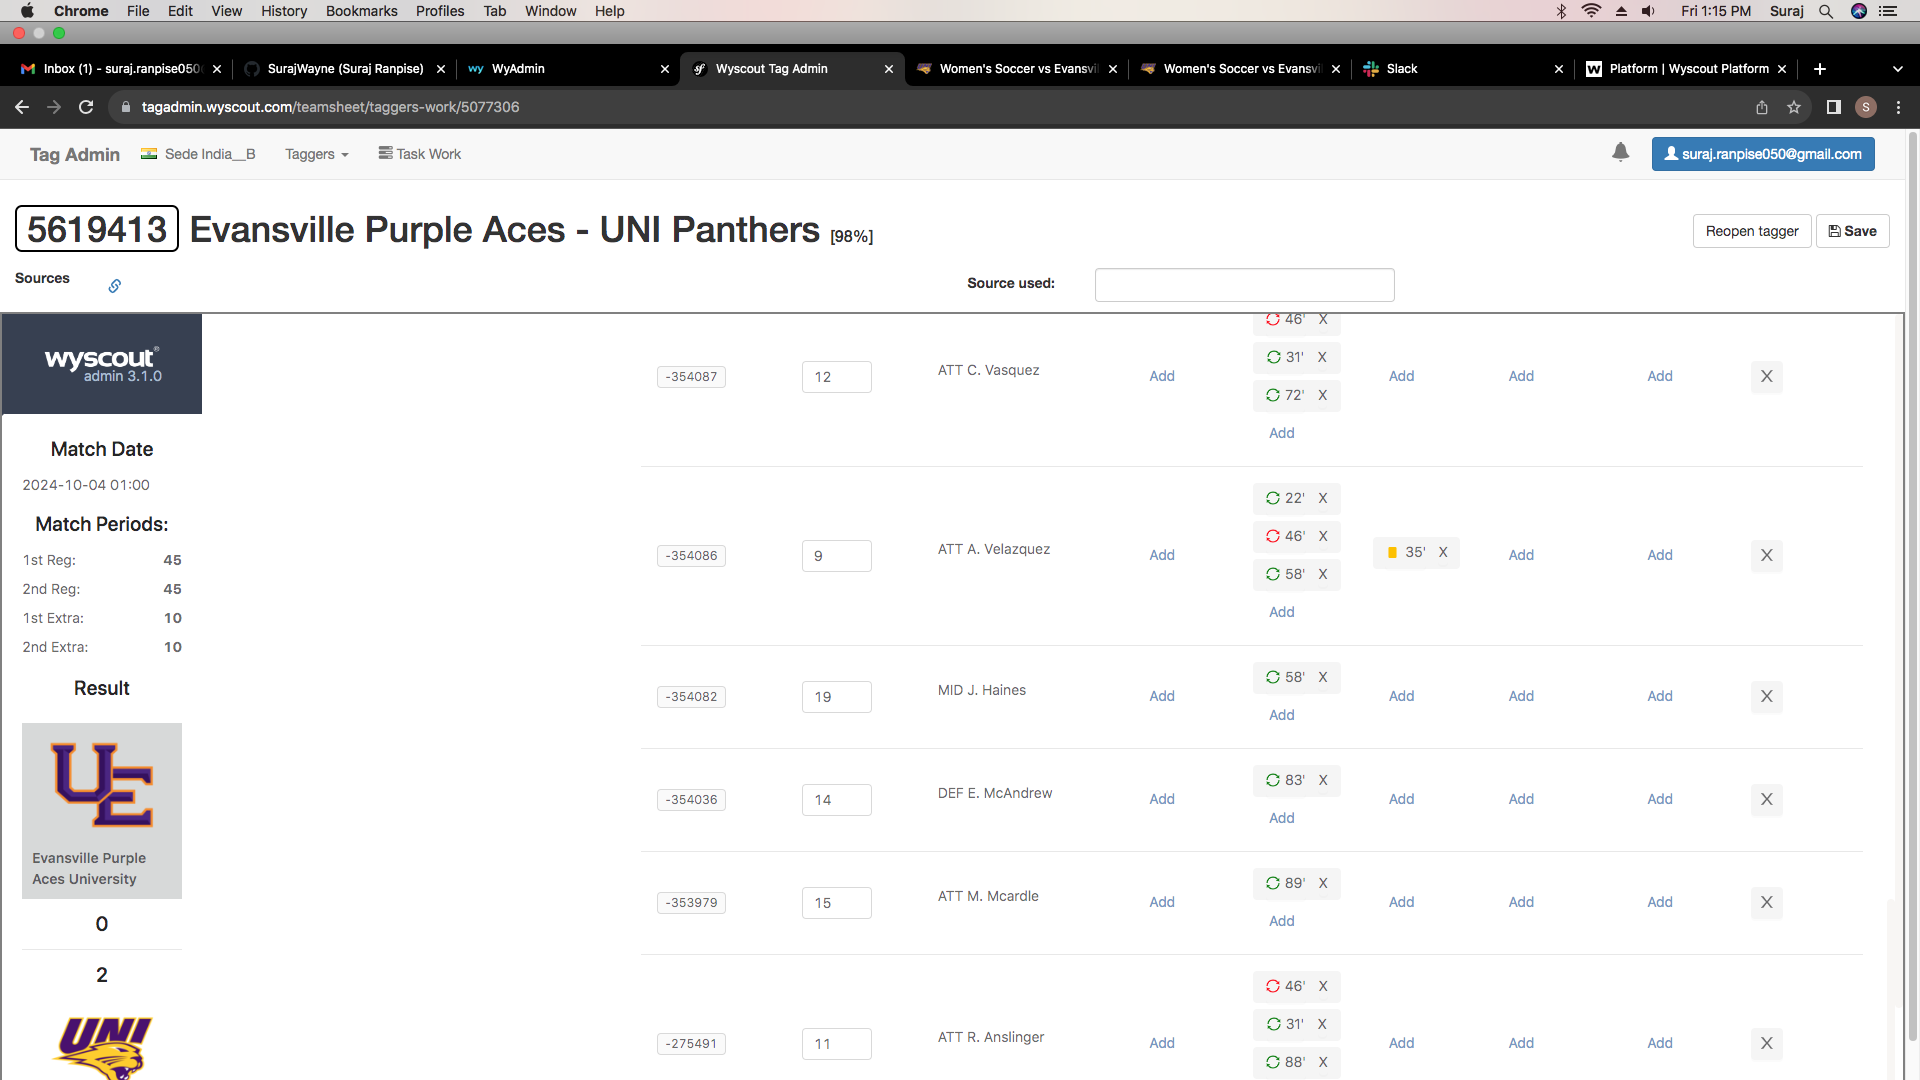 Chrome File Edit View History Bookmarks Profiles Tab Window Help Fri 1:15 PM Suraj
Inbox (1) - suraj.ranpise050 SurajWayne (Suraj Ranpise) wy WyAdmin Wyscout Tag Admin Women's Soccer vs Evansvi Women's Soccer vs Evansvi Slack Platform | Wyscout Platform
tagadmin.wyscout.com/teamsheet/taggers-work/5077306 S
Tag Admin Sede India__B Taggers Task Work suraj.ranpise050@gmail.com
5619413 Evansville Purple Aces - UNI Panthers [98%] Reopen tagger Save
Sources Source used:
wyscout
admin 3.1.0
Match Date
2024-10-04 01:00
Match Periods:
1st Reg: 45
2nd Reg: 45
1st Extra: 10
2nd Extra: 10
Result
UE
Evansville Purple
Aces University
0
2
UNI
46' X
-354087 12 ATT C. Vasquez Add 31' X Add Add Add X
72' X
Add
22' X
-354086 9 ATT A. Velazquez Add 46' X 35' X Add Add X
58' X
Add
-354082 19 MID J. Haines Add 58' X Add Add Add X
Add
-354036 14 DEF E. McAndrew Add 83' X Add Add Add X
Add
-353979 15 ATT M. Mcardle Add 89' X Add Add Add X
Add
46' X
-275491 11 ATT R. Anslinger Add 31' X Add Add Add X
88' X